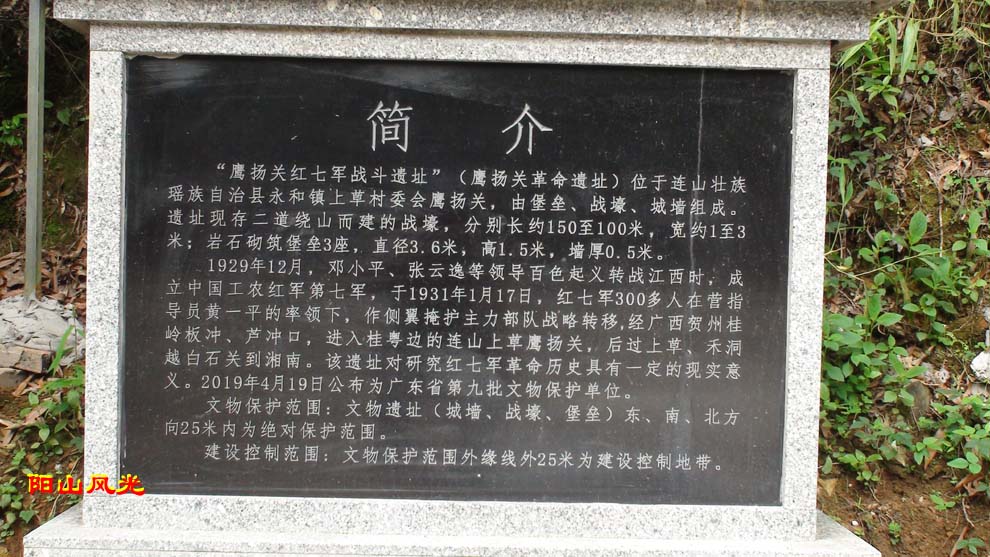 简 介
“鹰扬关红七军战斗遗址”（鹰扬关革命遗址）位于连山壮族
瑶族自治县永和镇上草村委会鹰扬关，由堡垒、战壕、城墙组成。
遗址现存二道绕山而建的战壕，分别长约150至100米，宽约1至3
米；岩石砌筑堡垒3座，直径3.6米，高1.5米，墙厚0.5米。
1929年12月，邓小平、张云逸等领导百色起义转战江西时，成
立中国工农红军第七军，于1931年1月17日，红七军300多人在营指
导员黄一平的率领下，作侧翼掩护主力部队战略转移，经广西贺州桂
岭板冲、芦冲口，进入桂粤边的连山上草鹰扬关，后过上草、禾洞
越白石关到湘南。该遗址对研究红七军革命历史具有一定的现实意
义。2019年4月19日公布为广东省第九批文物保护单位。
文物保护范围：文物遗址（城墙、战壕、堡垒）东、南、北方
向25米内为绝对保护范围。
建设控制范围：文物保护范围外缘线外25米为建设控制地带。
阳山风光